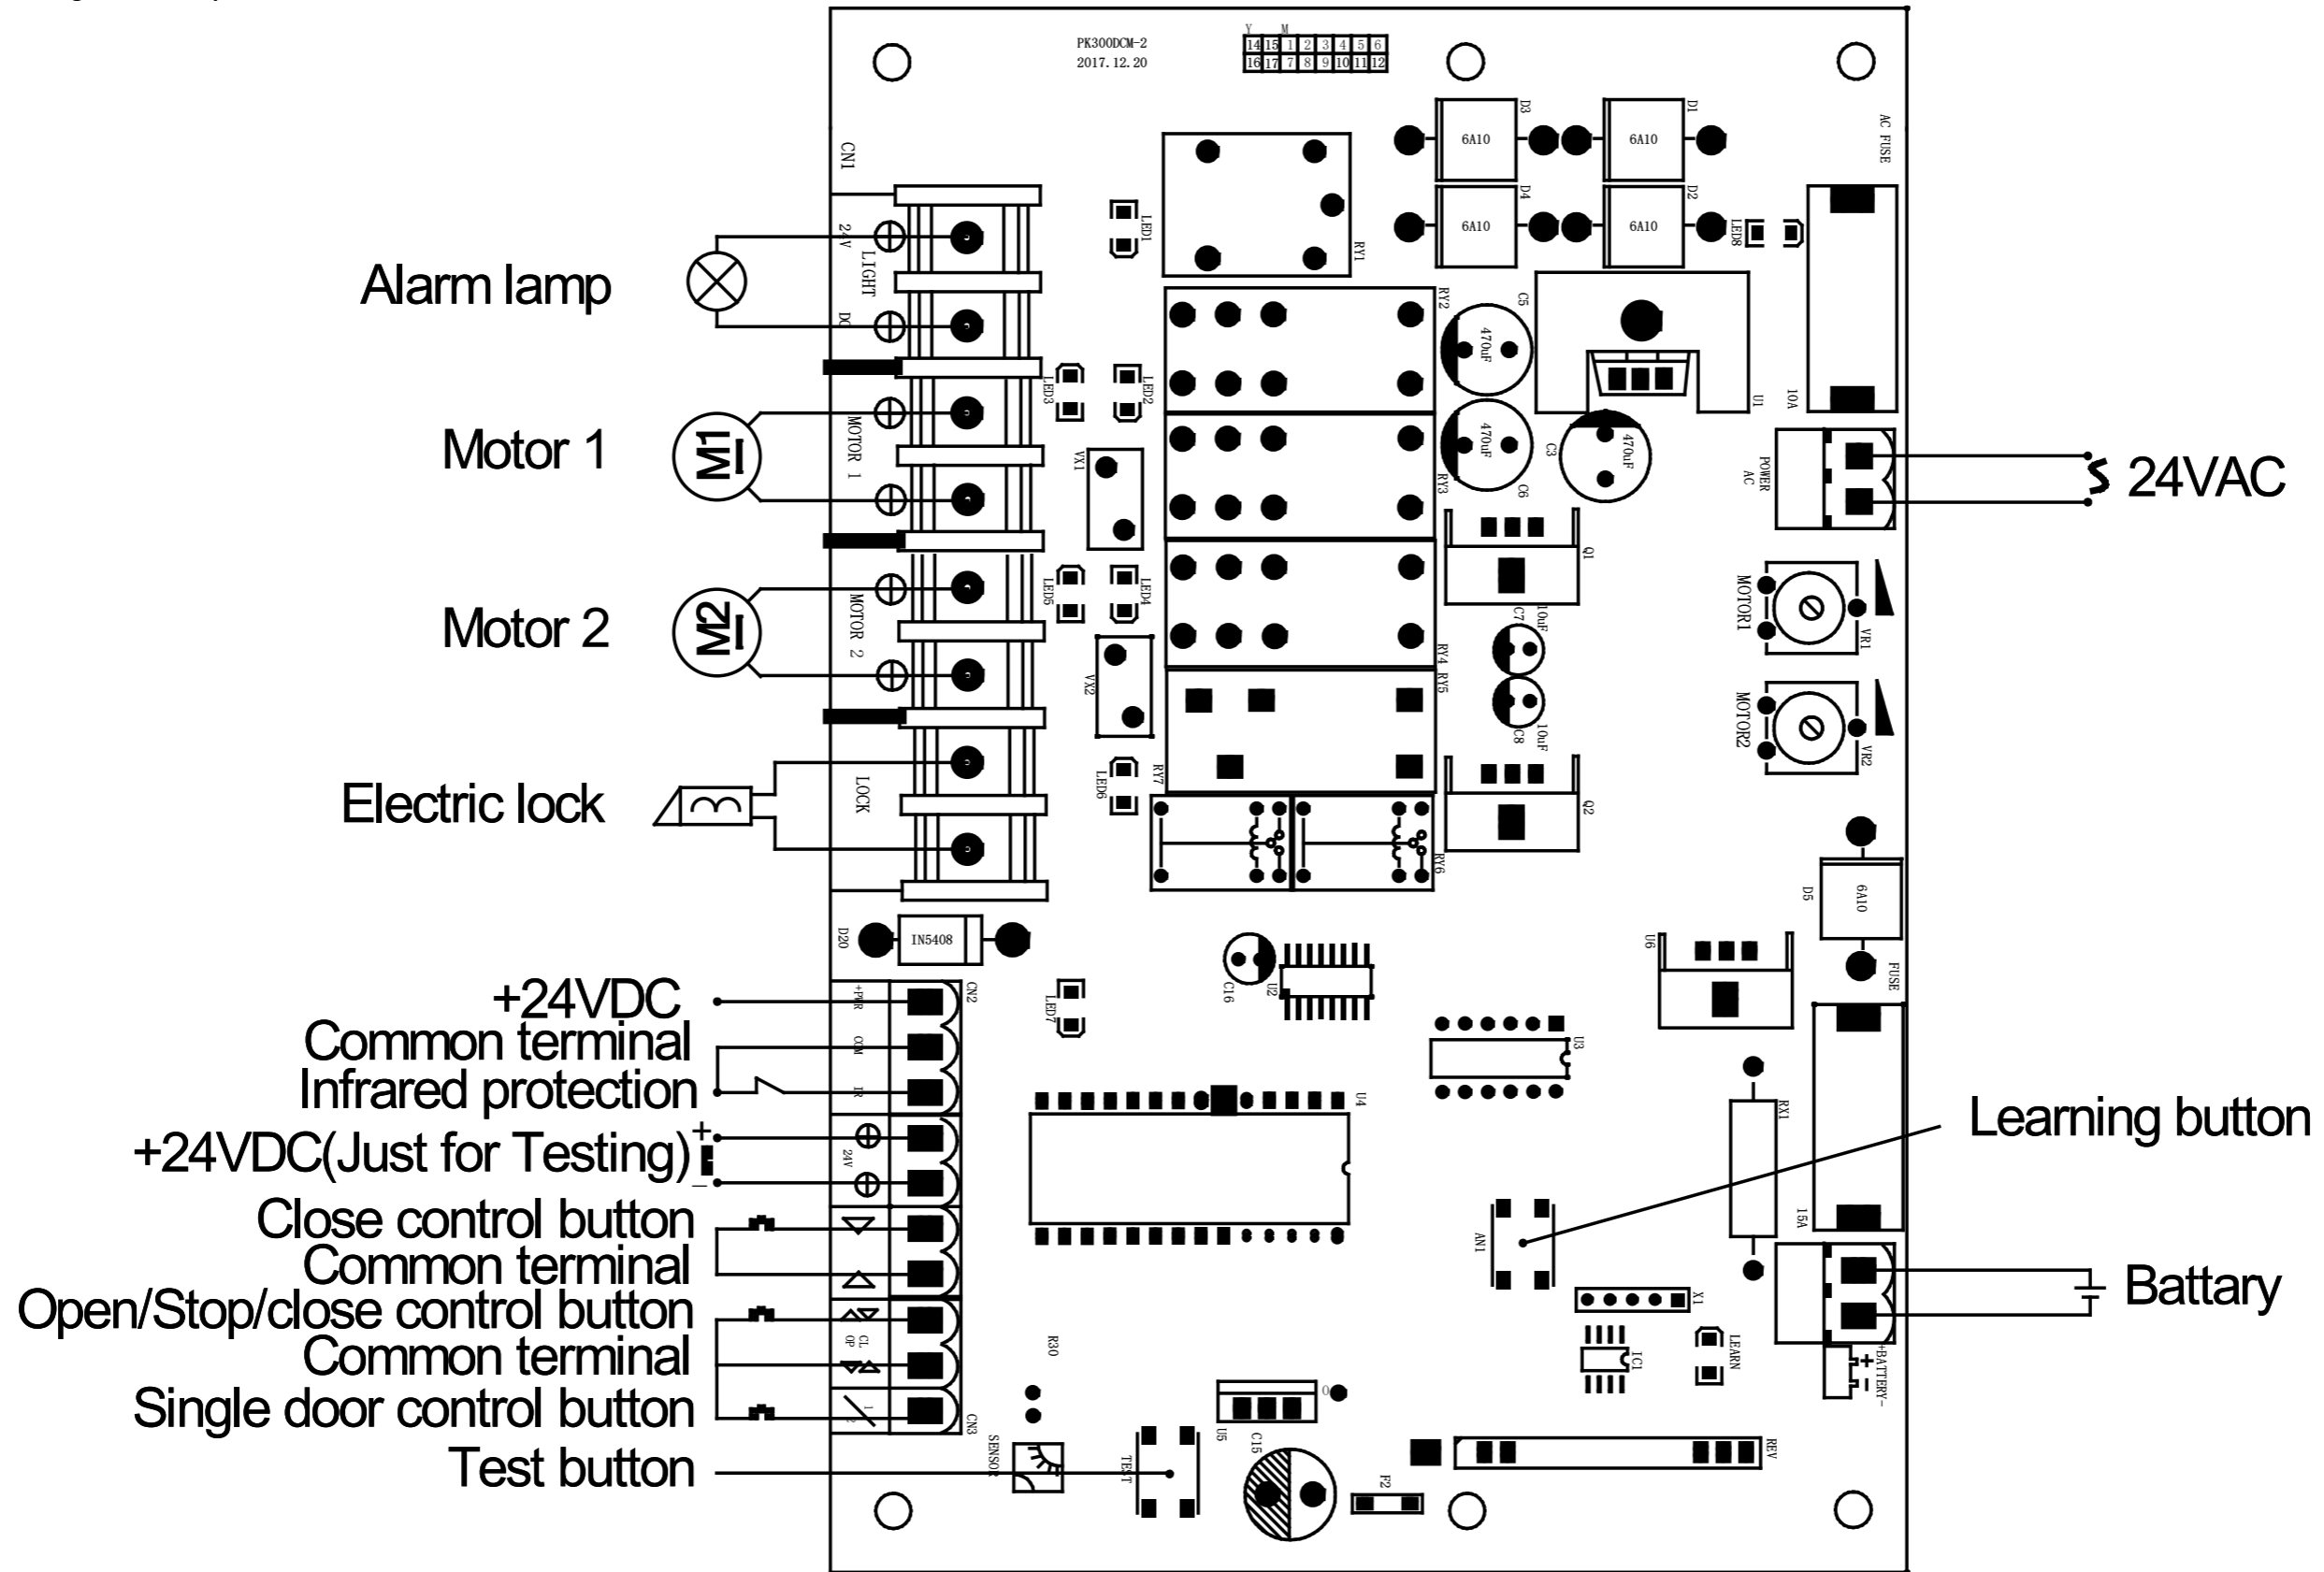 PK300DCM-2
2017.12.20
Y M
14 15 1 2 3 4 5 6
16 17 7 8 9 10 11 12
CN1
24V
LIGHT
DC
Alarm lamp
MOTOR 1
M1
Motor 1
MOTOR 2
M2
Motor 2
LOCK
Electric lock
LED1
LED3
LED2
VX1
LED5
LED4
VX2
LED6
RY1
RY2
RY3
RY4
RY5
RY7
RY6
D3
6A10
D1
6A10
D4
6A10
D2
6A10
LED8
AC FUSE
10A
C5
470uF
470uF
C6
C3
470uF
U1
POWER
AC
24VAC
Q1
C7
10uF
C8
10uF
Q2
MOTOR1
VR1
MOTOR2
VR2
D5
6A10
FUSE
15A
U6
RX1
D20
IN5408
CN2
+24VDC
+PWR
Common terminal
COM
Infrared protection
IR
+24VDC(Just for Testing)
+
−
24V
Close control button
Common terminal
Open/Stop/close control button
CL
OP
Common terminal
Single door control button
1
2
CN3
Test button
LED7
C16
U2
U3
U4
AN1
Learning button
X1
IC1
LEARN
Battary
+BATTERY-
+
−
R30
SENSOR
TEST
U5
O
C15
F2
REV